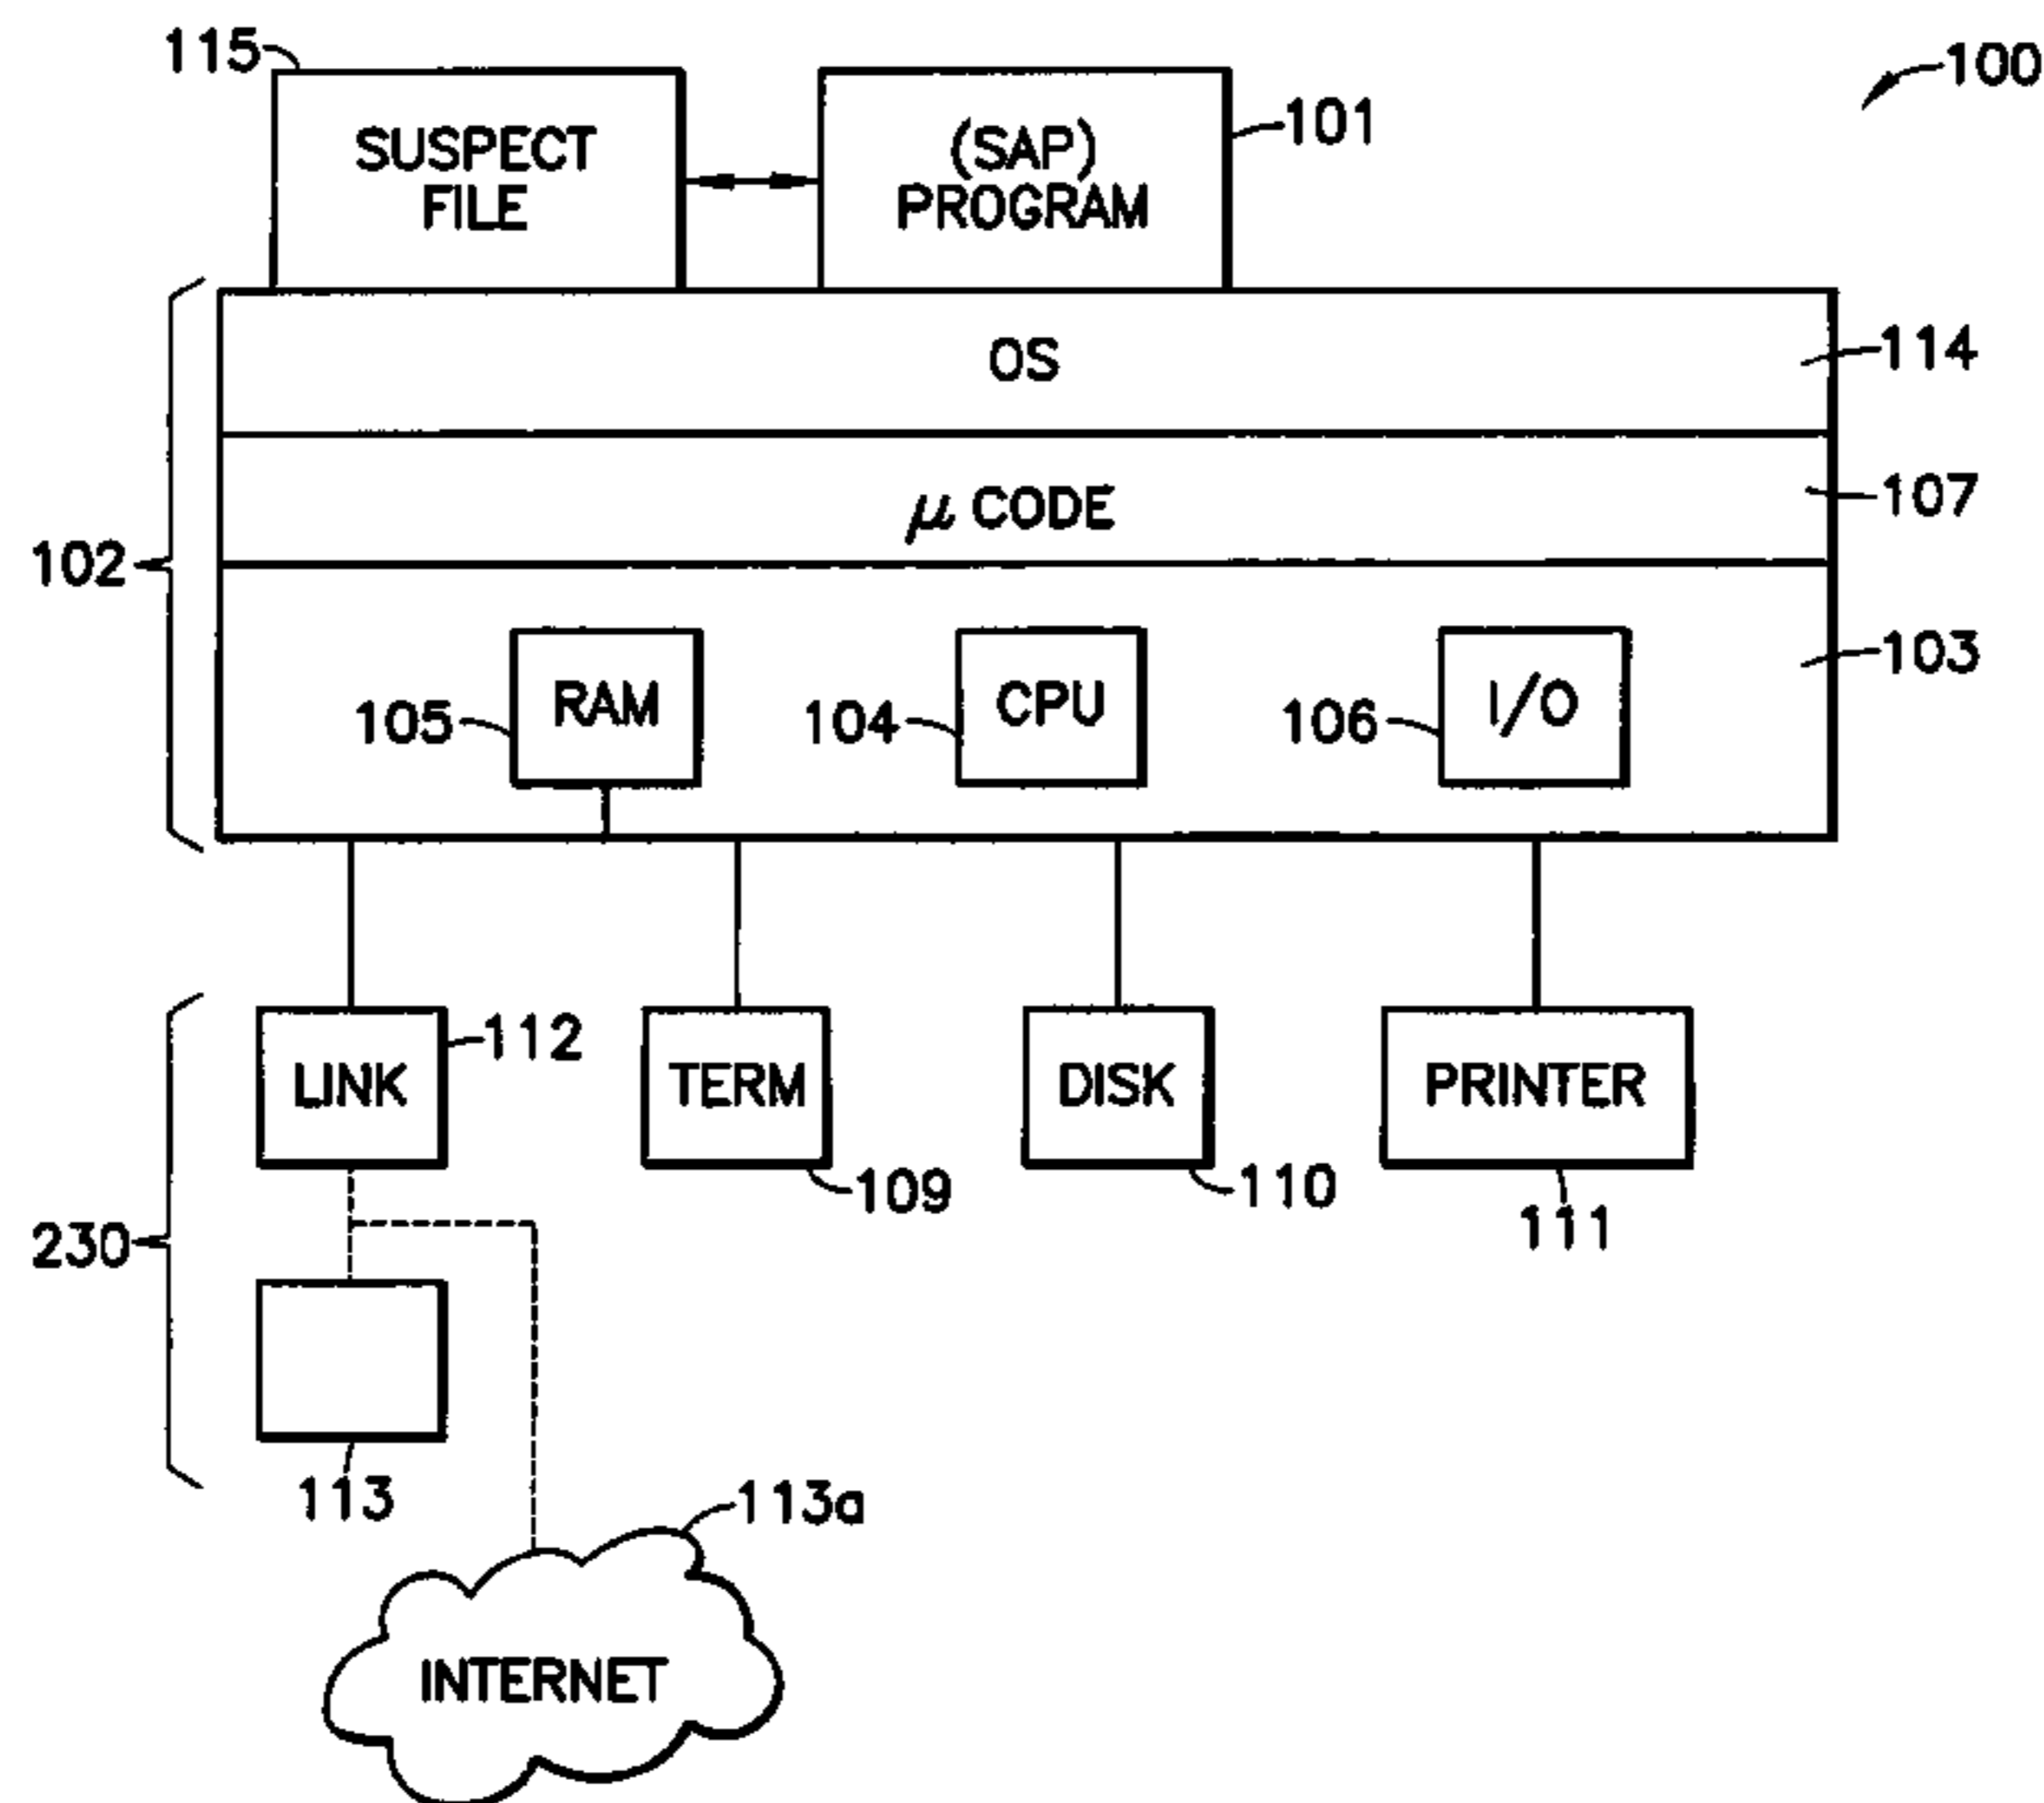 115
100
SUSPECT
FILE
(SAP)
PROGRAM
101
OS
114
μ CODE
107
102
103
105
RAM
104
CPU
106
I/O
LINK
112
TERM
109
DISK
110
PRINTER
111
230
113
113a
INTERNET